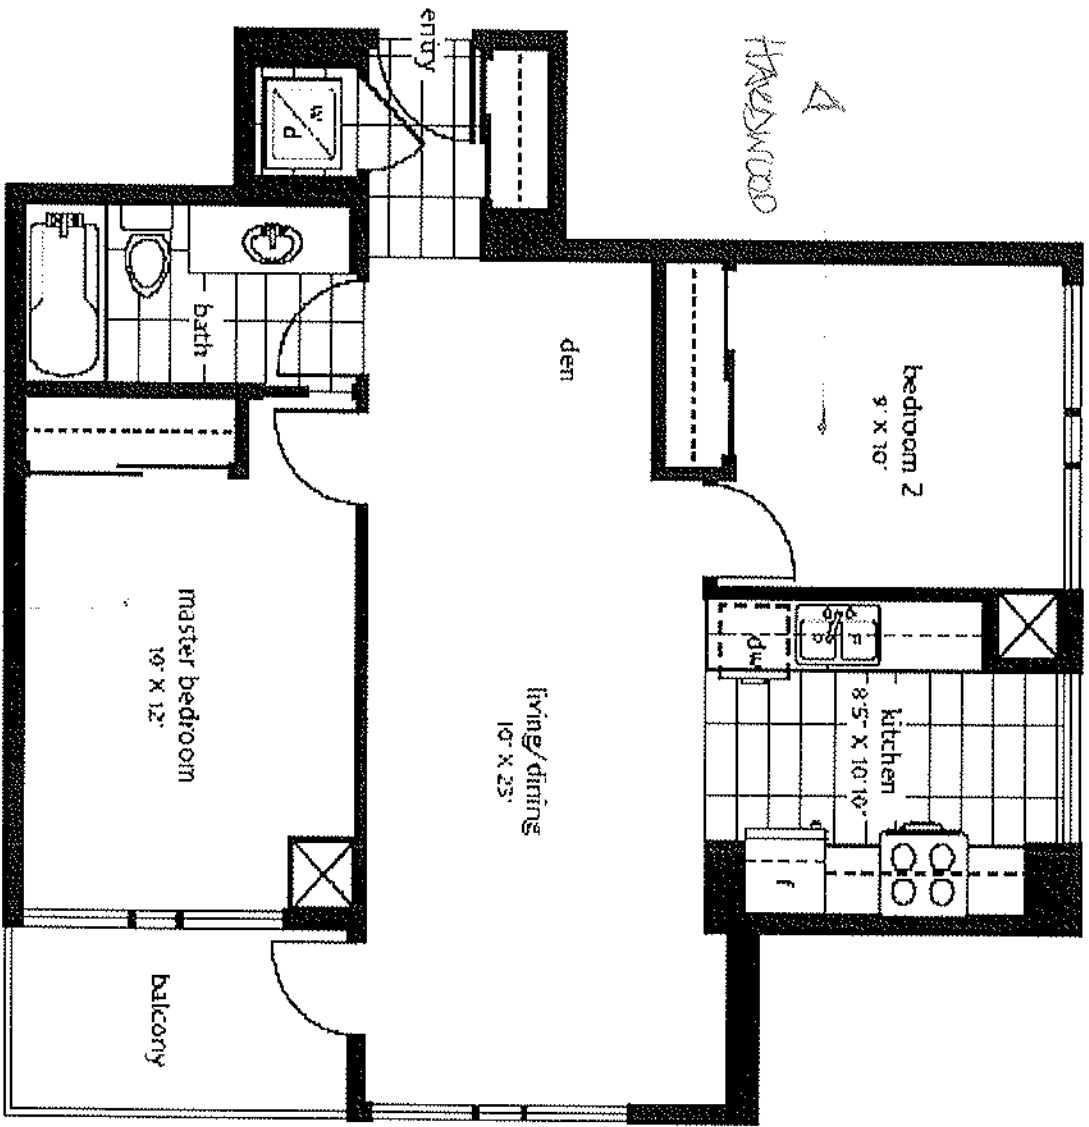 entry
HARDWOOD
w
d
bath
den
bedroom 2
9' X 10'
master bedroom
10' X 12'
living/dining
10' X 23'
kitchen
8'5" X 10'10"
dw
f
balcony